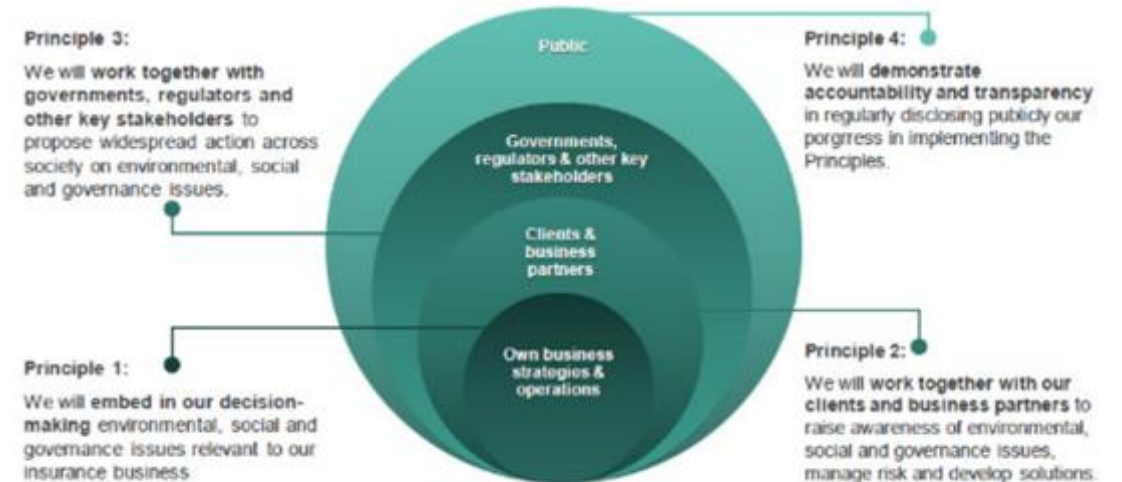 Principle 3:
We will work together with
governments, regulators and
other key stakeholders to
propose widespread action across
society on environmental, social
and governance issues.
Principle 1:
We will embed in our decision-
making environmental, social and
governance issues relevant to our
insurance business
Public
Governments,
regulators & other key
stakeholders
Clients &
business
partners
Own business
strategies &
operations
Principle 4:
We will demonstrate
accountability and transparency
in regularly disclosing publicly our
porgrress in implementing the
Principles.
Principle 2:
We will work together with our
clients and business partners to
raise awareness of environmental,
social and governance issues,
manage risk and develop solutions.